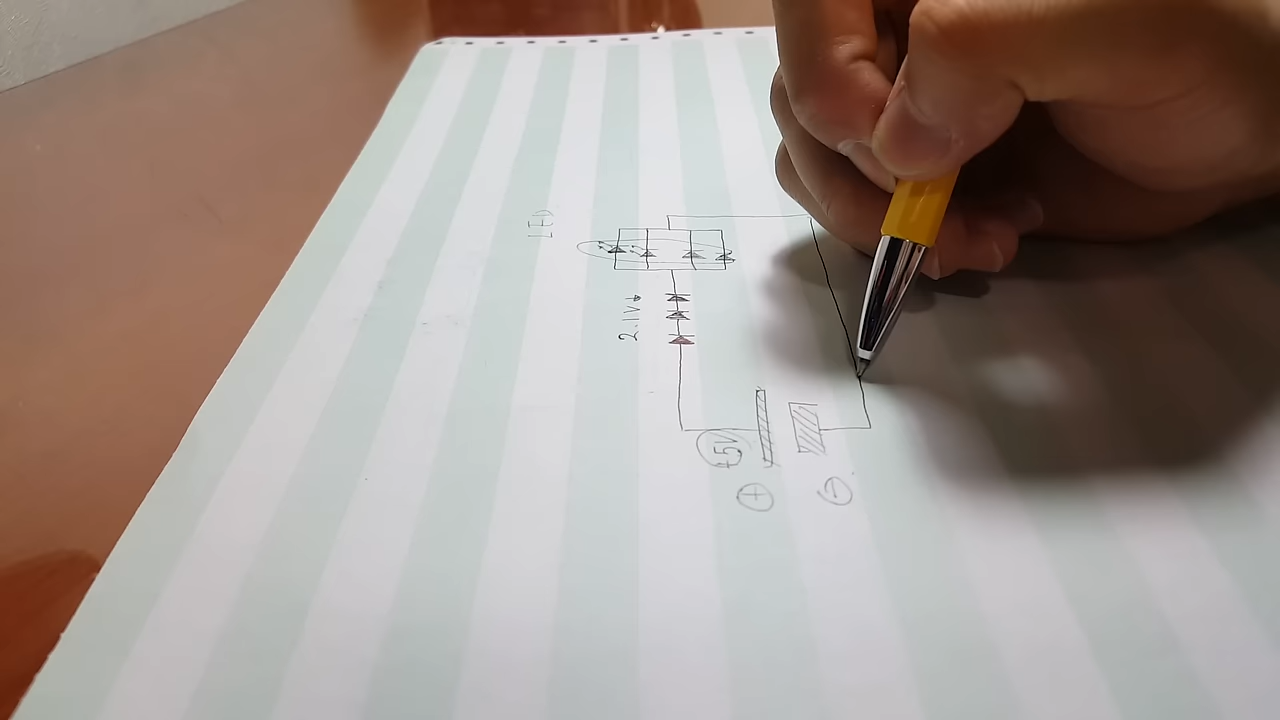 LED
2.1V↓
+5V
+
-